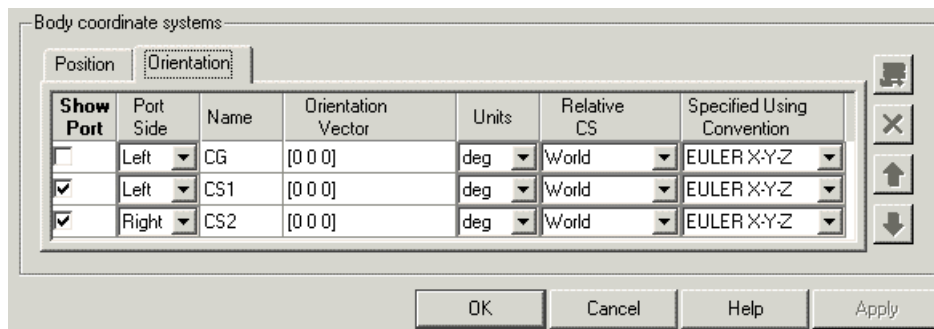 Body coordinate systems
Position Orientation
Show Port Port Side Name Orientation Vector Units Relative CS Specified Using Convention
Left CG [0 0 0] deg World EULER X-Y-Z
Left CS1 [0 0 0] deg World EULER X-Y-Z
Right CS2 [0 0 0] deg World EULER X-Y-Z
OK Cancel Help Apply